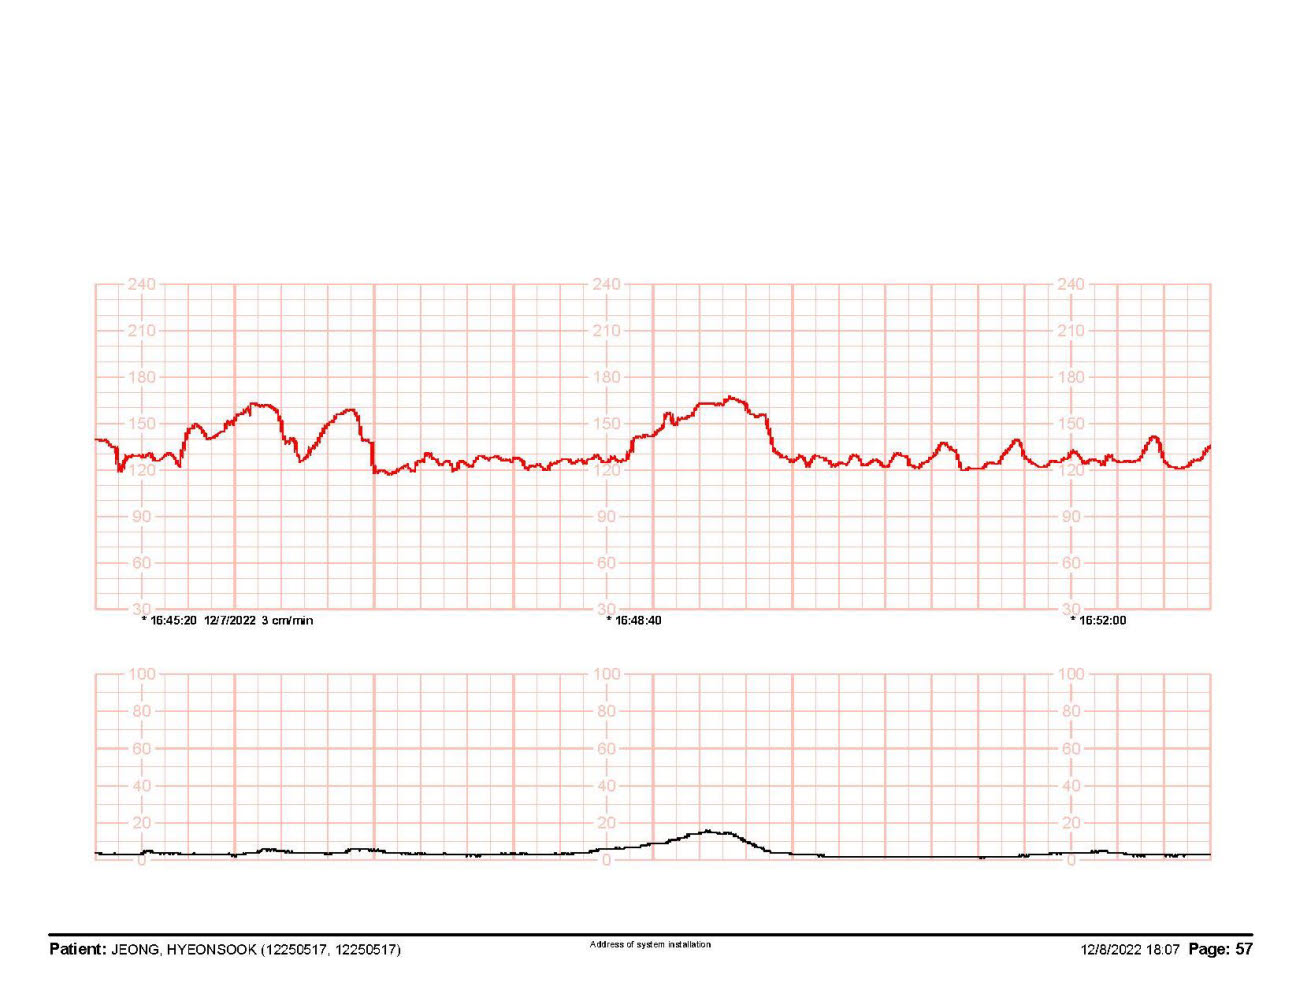 240 240 240
210 210 210
180 180 180
150 150 150
120 120 120
90 90 90
60 60 60
30 30 30
* 16:45:20 12/7/2022 3 cm/min * 16:48:40 * 16:52:00
100 100 100
80 80 80
60 60 60
40 40 40
20 20 20
0 0 0
Patient: JEONG, HYEONSOOK (12250517, 12250517) Address of system installation 12/8/2022 18:07 Page: 57